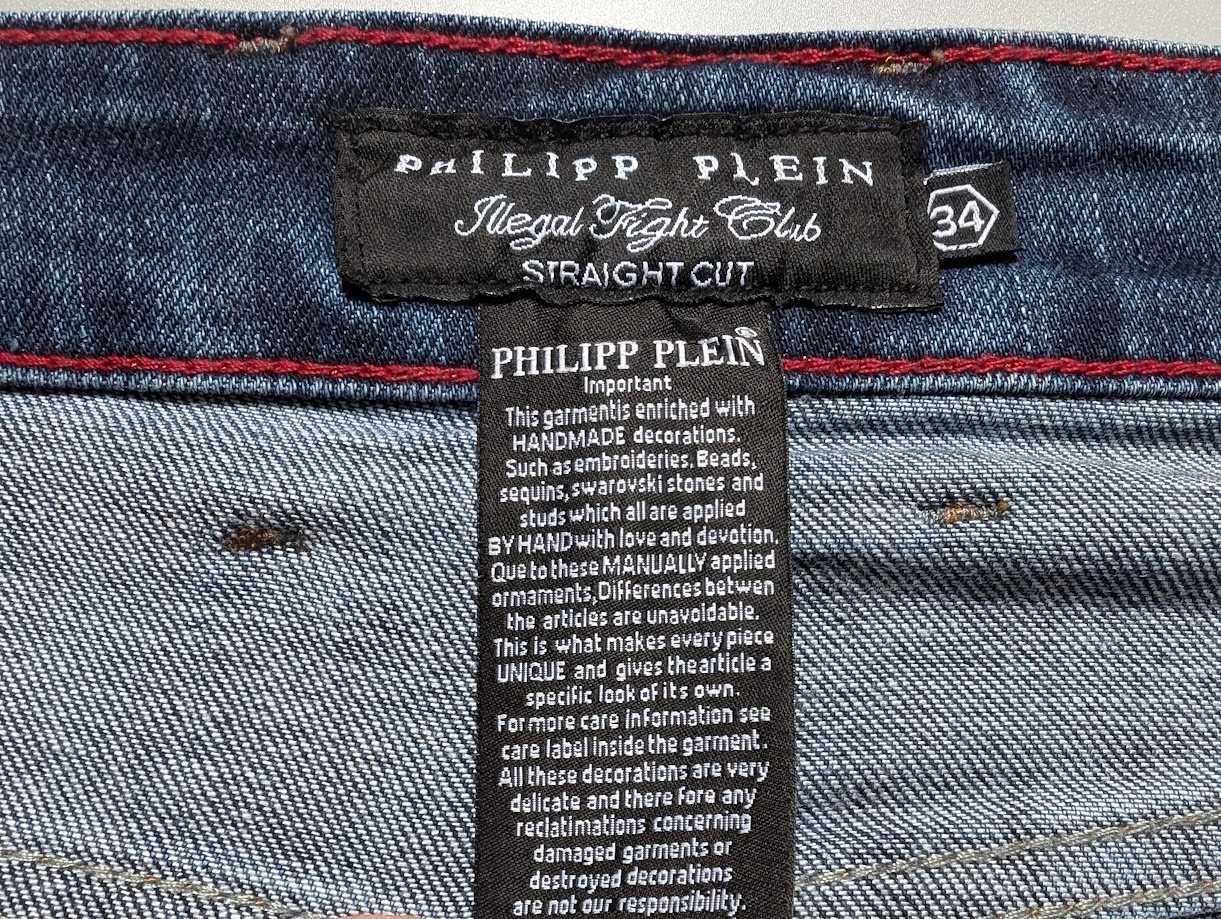 PHILIPP PLEIN
Illegal Fight Club
STRAIGHT CUT
34
PHILIPP PLEIN®
Important
This garmentis enriched with
HANDMADE decorations.
Such as embroideries. Beads,
sequins, swarovski stones and
studs which all are applied
BY HAND with love and devotion.
Que to these MANUALLY applied
ornaments, Differences betwen
the articles are unavoldable.
This is what makes every piece
UNIQUE and gives the article a
specific look of its own.
For more care information see
care label inside the garment.
All these decorations are very
delicate and there fore any
reclatimations concerning
damaged garments or
destroyed decorations
are not our responsibility.